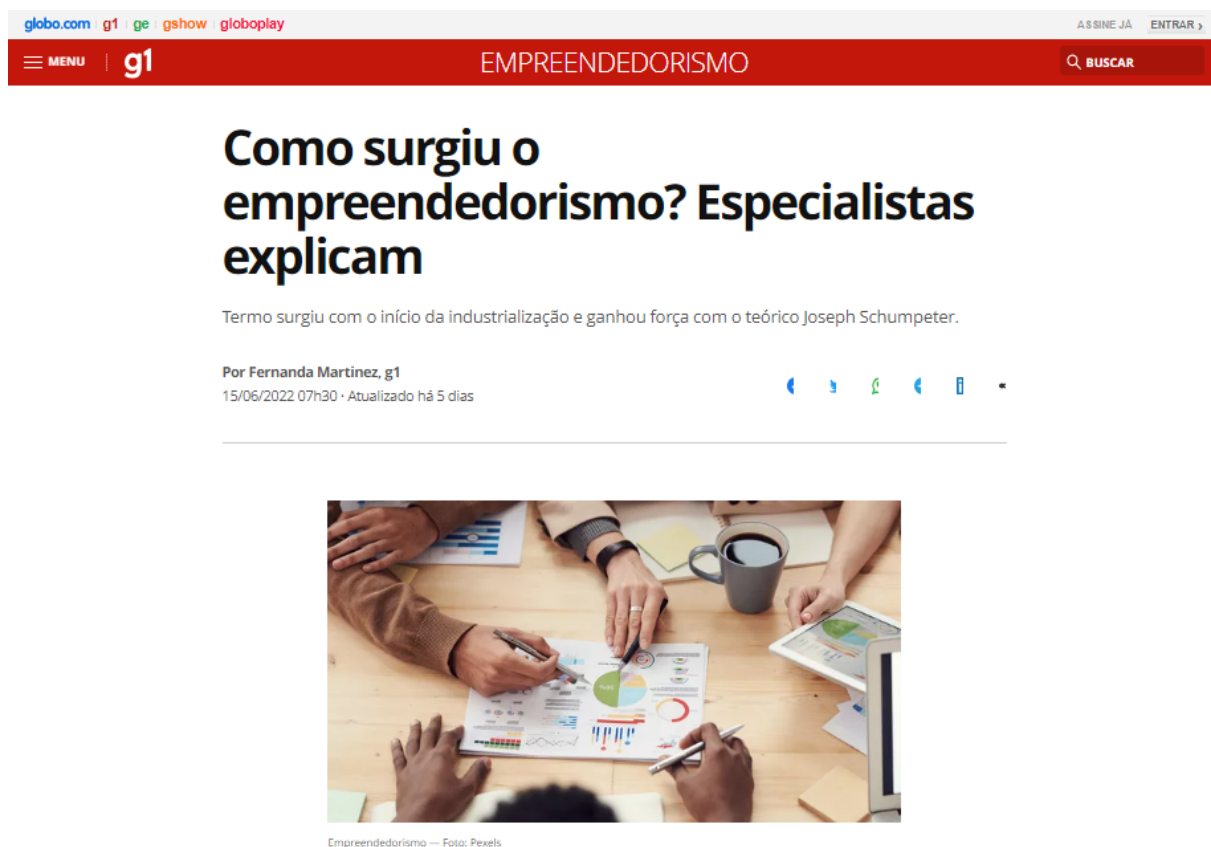 globo.com g1 ge gshow globoplay ASSINE JÁ ENTRAR ›
MENU g1 EMPREENDEDORISMO BUSCAR
Como surgiu o
empreendedorismo? Especialistas
explicam
Termo surgiu com o início da industrialização e ganhou força com o teórico Joseph Schumpeter.
Por Fernanda Martinez, g1
15/06/2022 07h30 · Atualizado há 5 dias
Empreendedorismo — Foto: Pexels